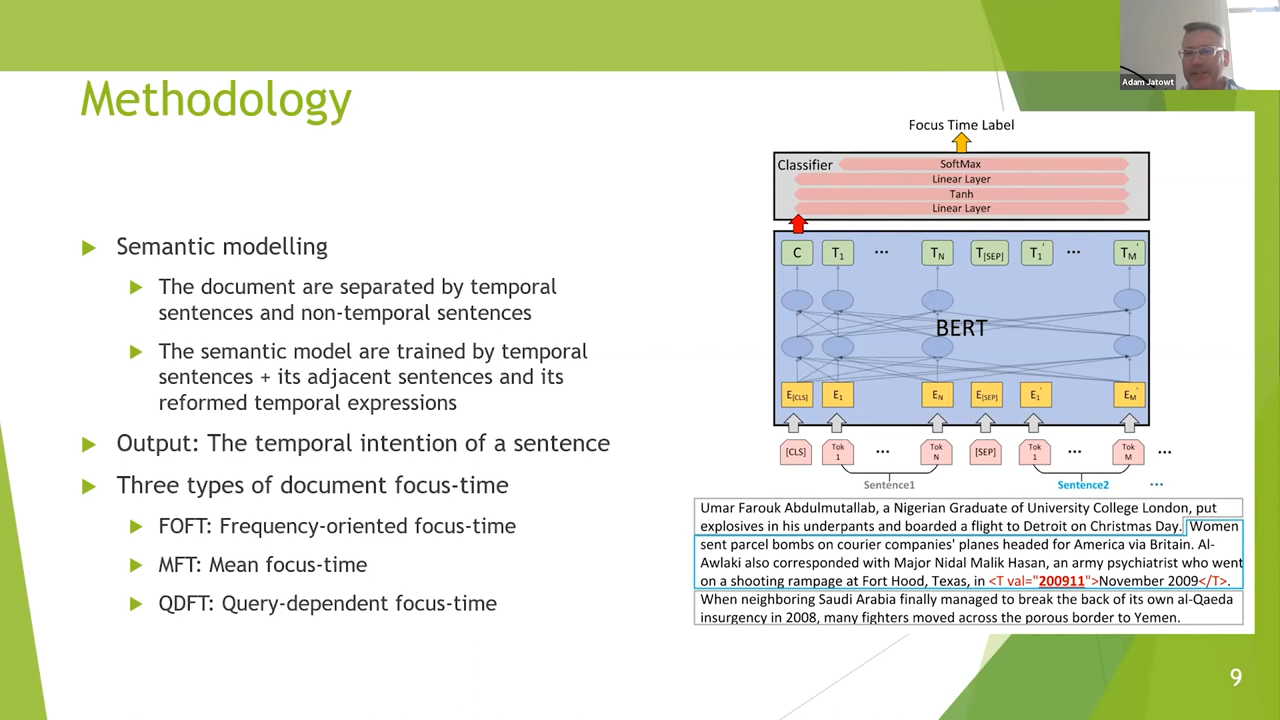 Adam Jatowt
Methodology
Semantic modelling
The document are separated by temporal
sentences and non-temporal sentences
The semantic model are trained by temporal
sentences + its adjacent sentences and its
reformed temporal expressions
Output: The temporal intention of a sentence
Three types of document focus-time
FOFT: Frequency-oriented focus-time
MFT: Mean focus-time
QDFT: Query-dependent focus-time
Focus Time Label
Classifier
SoftMax
Linear Layer
Tanh
Linear Layer
C T1 ... TN T[SEP] T1' ... TM'
BERT
E[CLS] E1 EN E[SEP] E1' EM'
[CLS] Tok 1 ... Tok N [SEP] Tok 1 ... Tok M ...
Sentence1 Sentence2 ...
Umar Farouk Abdulmutallab, a Nigerian Graduate of University College London, put
explosives in his underpants and boarded a flight to Detroit on Christmas Day. Women
sent parcel bombs on courier companies' planes headed for America via Britain. Al-
Awlaki also corresponded with Major Nidal Malik Hasan, an army psychiatrist who went
on a shooting rampage at Fort Hood, Texas, in <T val="200911">November 2009</T>.
When neighboring Saudi Arabia finally managed to break the back of its own al-Qaeda
insurgency in 2008, many fighters moved across the porous border to Yemen.
9